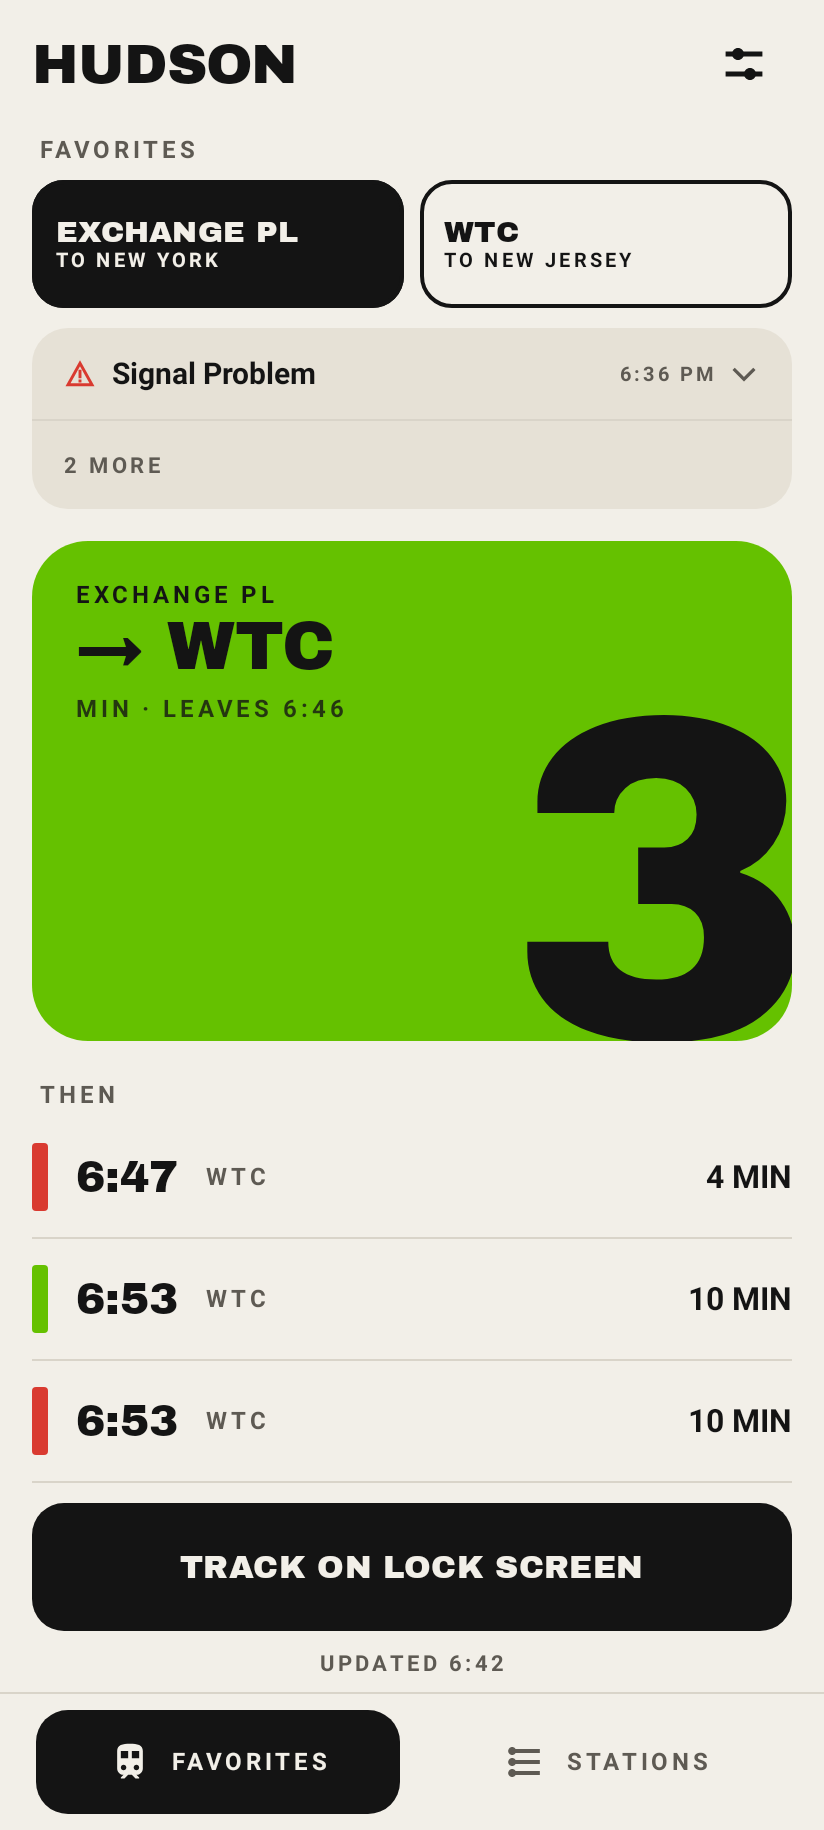 HUDSON
FAVORITES
EXCHANGE PL
TO NEW YORK
WTC
TO NEW JERSEY
Signal Problem
6:36 PM
2 MORE
EXCHANGE PL
→ WTC
MIN · LEAVES 6:46
3
THEN
6:47 WTC 4 MIN
6:53 WTC 10 MIN
6:53 WTC 10 MIN
TRACK ON LOCK SCREEN
UPDATED 6:42
FAVORITES
STATIONS